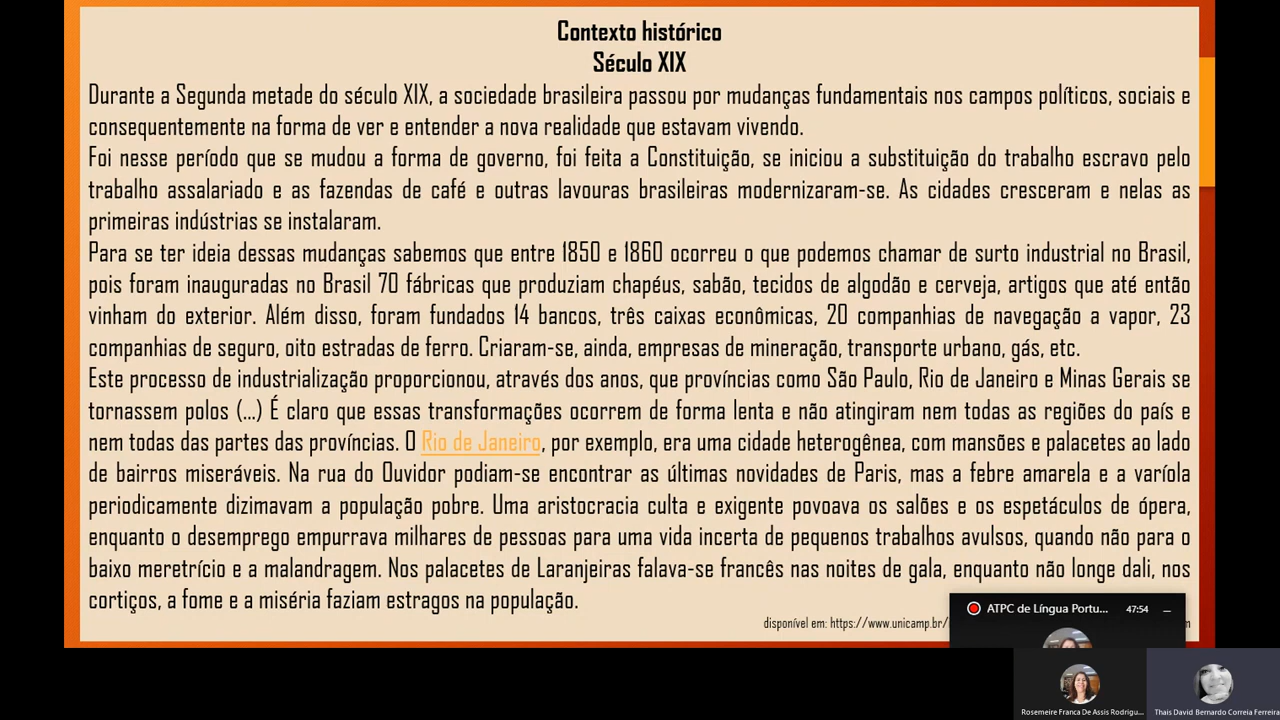 Contexto histórico
Século XIX
Durante a Segunda metade do século XIX, a sociedade brasileira passou por mudanças fundamentais nos campos políticos, sociais e
consequentemente na forma de ver e entender a nova realidade que estavam vivendo.
Foi nesse período que se mudou a forma de governo, foi feita a Constituição, se iniciou a substituição do trabalho escravo pelo
trabalho assalariado e as fazendas de café e outras lavouras brasileiras modernizaram-se. As cidades cresceram e nelas as
primeiras indústrias se instalaram.
Para se ter ideia dessas mudanças sabemos que entre 1850 e 1860 ocorreu o que podemos chamar de surto industrial no Brasil,
pois foram inauguradas no Brasil 70 fábricas que produziam chapéus, sabão, tecidos de algodão e cerveja, artigos que até então
vinham do exterior. Além disso, foram fundados 14 bancos, três caixas econômicas, 20 companhias de navegação a vapor, 23
companhias de seguro, oito estradas de ferro. Criaram-se, ainda, empresas de mineração, transporte urbano, gás, etc.
Este processo de industrialização proporcionou, através dos anos, que províncias como São Paulo, Rio de Janeiro e Minas Gerais se
tornassem polos (...) É claro que essas transformações ocorrem de forma lenta e não atingiram nem todas as regiões do país e
nem todas das partes das províncias. O Rio de Janeiro, por exemplo, era uma cidade heterogênea, com mansões e palacetes ao lado
de bairros miseráveis. Na rua do Ouvidor podiam-se encontrar as últimas novidades de Paris, mas a febre amarela e a varíola
periodicamente dizimavam a população pobre. Uma aristocracia culta e exigente povoava os salões e os espetáculos de ópera,
enquanto o desemprego empurrava milhares de pessoas para uma vida incerta de pequenos trabalhos avulsos, quando não para o
baixo meretrício e a malandragem. Nos palacetes de Laranjeiras falava-se francês nas noites de gala, enquanto não longe dali, nos
cortiços, a fome e a miséria faziam estragos na população.
disponível em: https://www.unicamp.br/
ATPC de Língua Portu... 47:54
Rosemeire Franca De Assis Rodrigu...
Thais David Bernardo Correia Ferreira